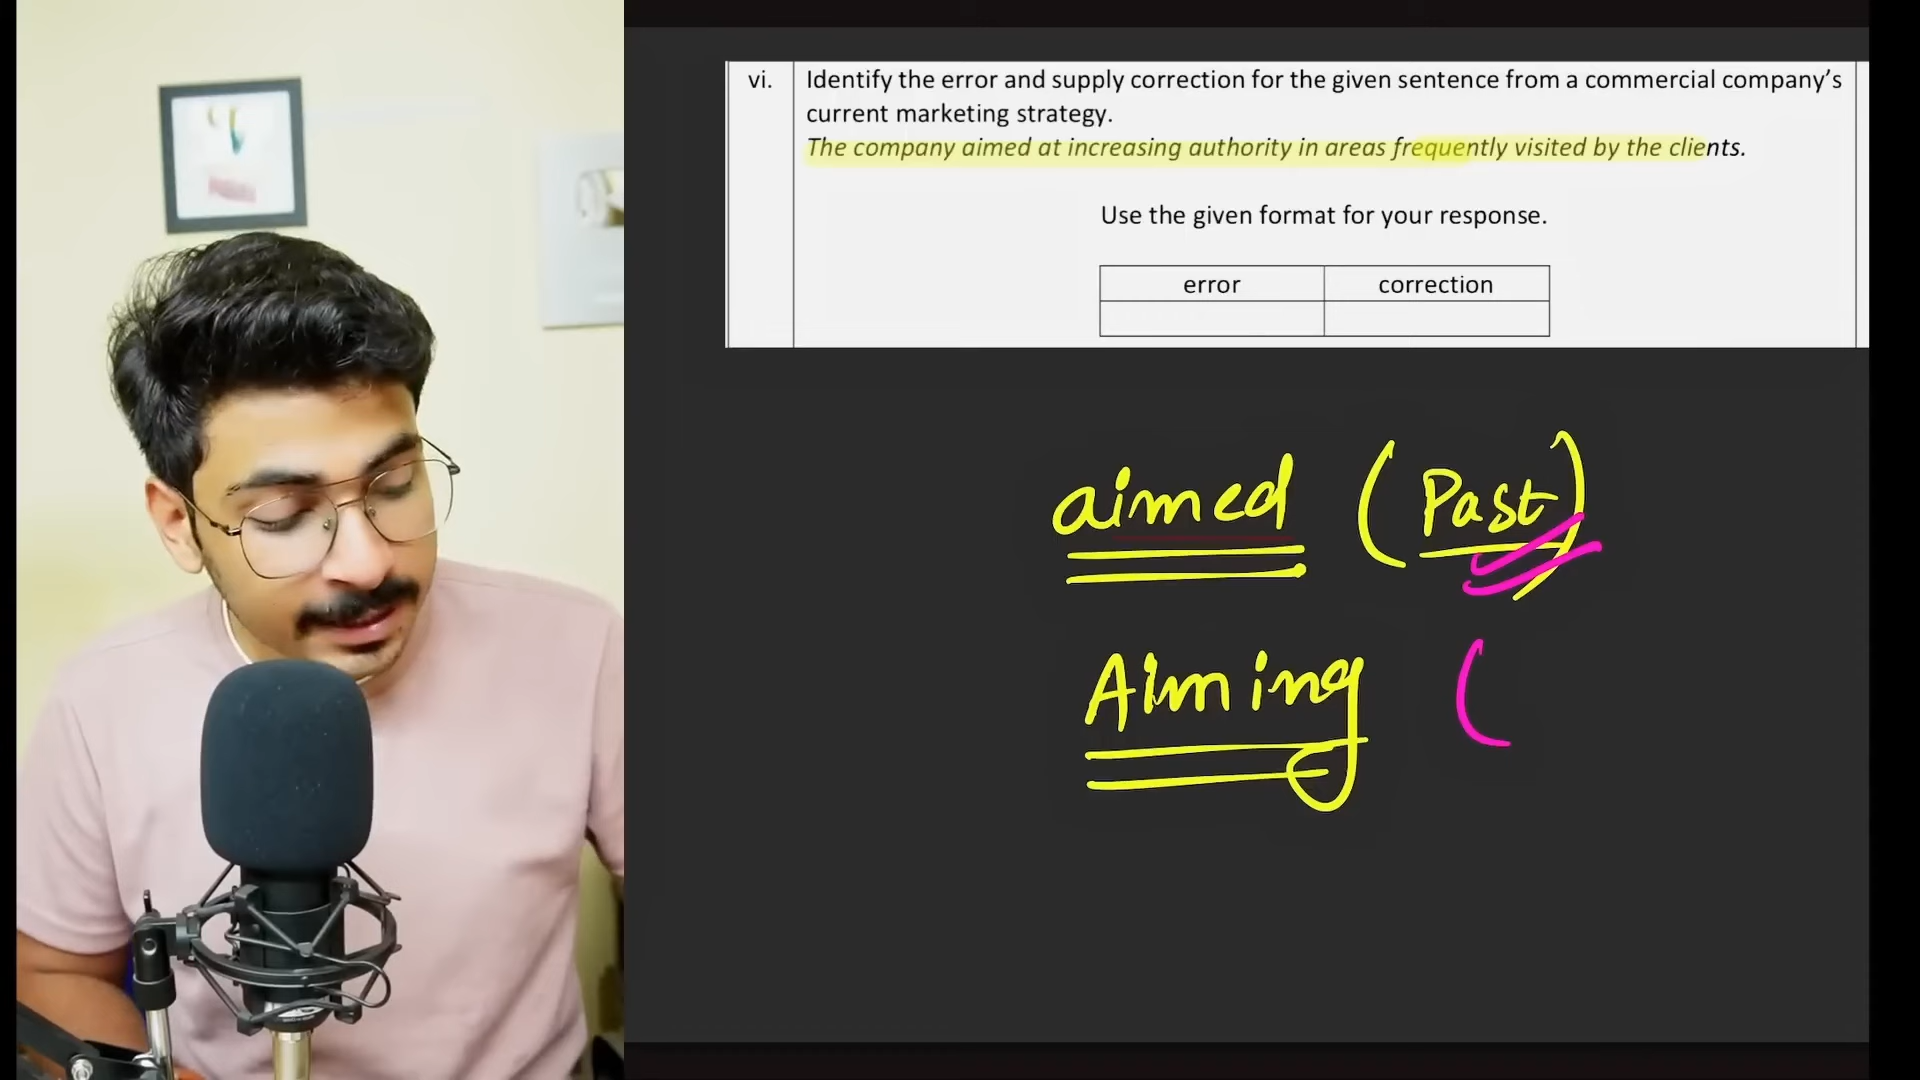 vi. Identify the error and supply correction for the given sentence from a commercial company’s
current marketing strategy.
The company aimed at increasing authority in areas frequently visited by the clients.
Use the given format for your response.
error correction
aimed (Past)
Aiming (